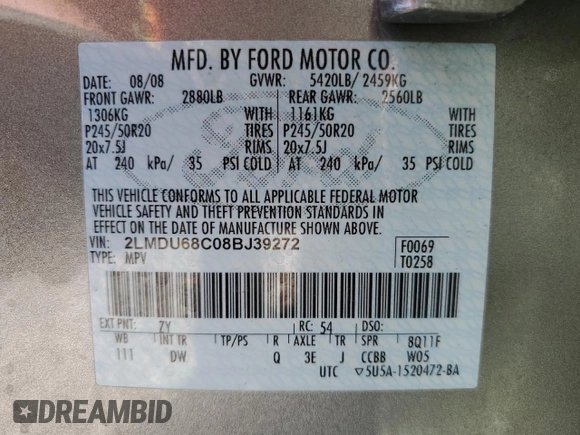 MFD. BY FORD MOTOR CO.
DATE: 08/08 GVWR: 5420LB/ 2459KG
FRONT GAWR: 2880LB REAR GAWR: 2560LB
1306KG WITH 1161KG WITH
P245/50R20 TIRES P245/50R20 TIRES
20x7.5J RIMS 20x7.5J RIMS
AT 240 kPa/ 35 PSI COLD AT 240 kPa/ 35 PSI COLD
THIS VEHICLE CONFORMS TO ALL APPLICABLE FEDERAL MOTOR
VEHICLE SAFETY AND THEFT PREVENTION STANDARDS IN
EFFECT ON THE DATE OF MANUFACTURE SHOWN ABOVE.
VIN: 2LMDU68C08BJ39272 F0069
TYPE: MPV T0258
EXT PNT: ZY RC: 54 DSO:
WB INT TR TP/PS R AXLE TR SPR 8Q11F
111 DW Q 3E J CCBB W05
UTC ▽5U5A-1520472-BA
Ford
DREAMBID